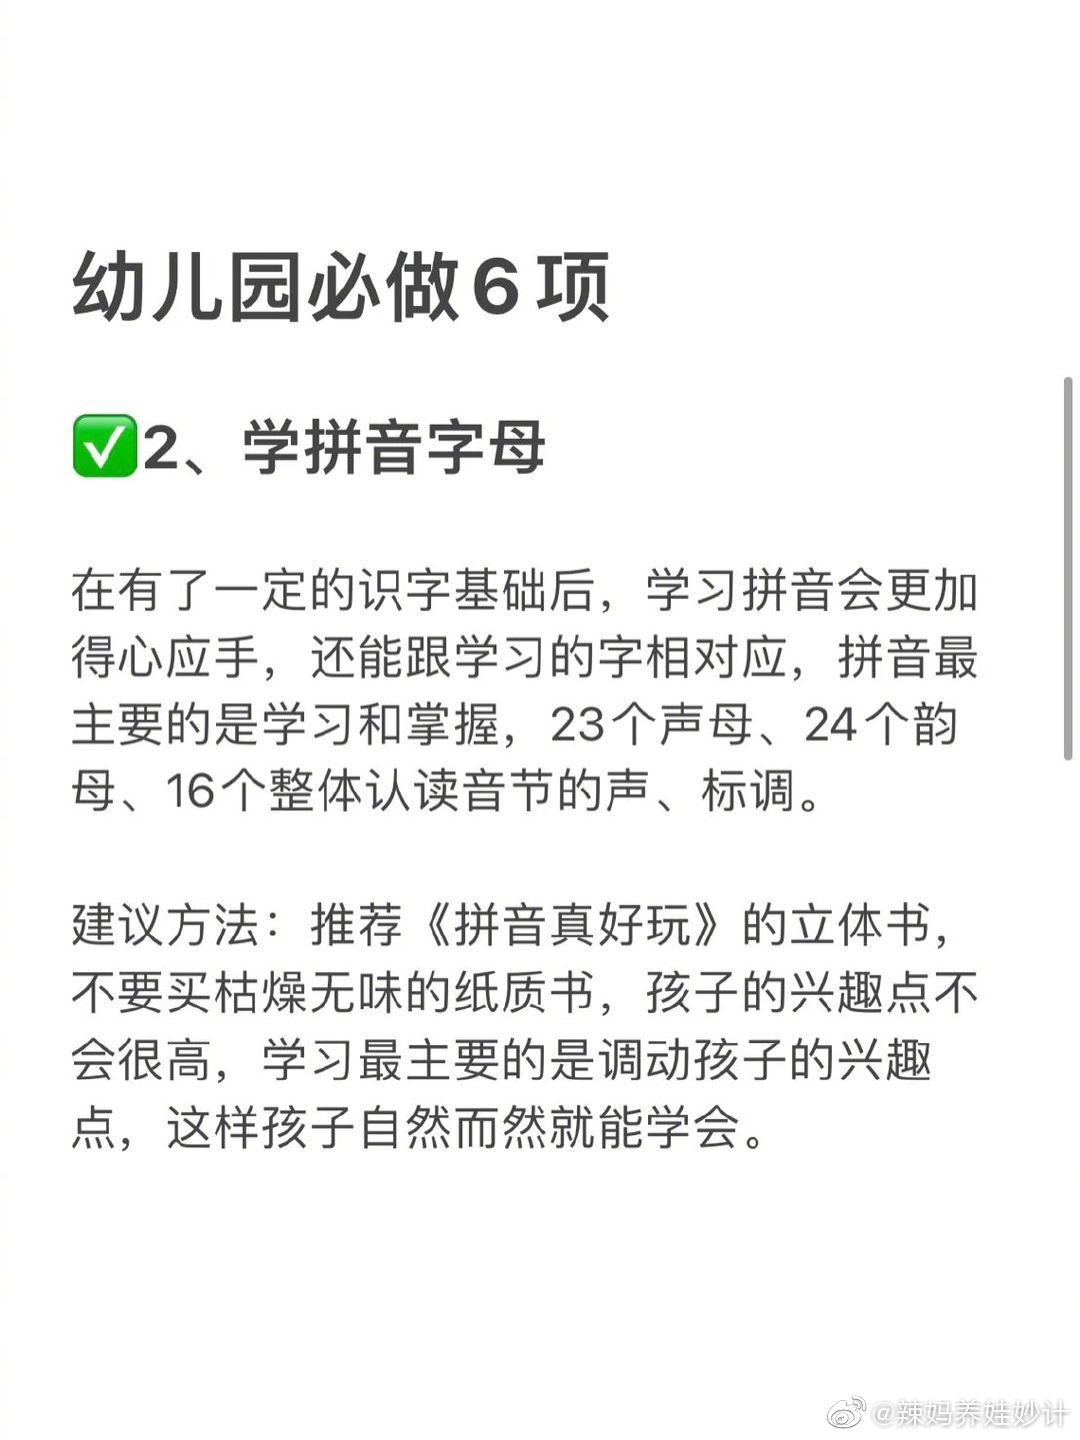 幼儿园必做6项
✅2、学拼音字母
在有了一定的识字基础后，学习拼音会更加
得心应手，还能跟学习的字相对应，拼音最
主要的是学习和掌握，23个声母、24个韵
母、16个整体认读音节的声、标调。
建议方法：推荐《拼音真好玩》的立体书，
不要买枯燥无味的纸质书，孩子的兴趣点不
会很高，学习最主要的是调动孩子的兴趣
点，这样孩子自然而然就能学会。
@辣妈养娃妙计